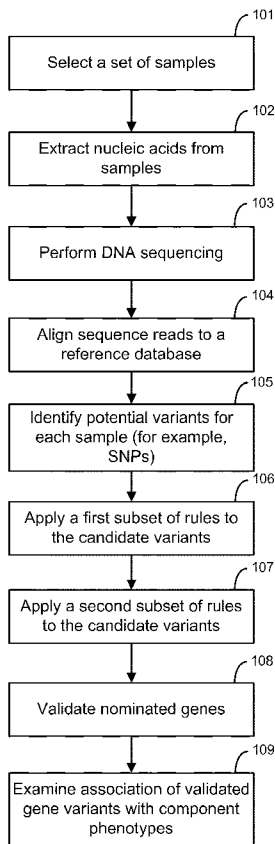 101
Select a set of samples
102
Extract nucleic acids from
samples
103
Perform DNA sequencing
104
Align sequence reads to a
reference database
105
Identify potential variants for
each sample (for example,
SNPs)
106
Apply a first subset of rules to
the candidate variants
107
Apply a second subset of rules
to the candidate variants
108
Validate nominated genes
109
Examine association of validated
gene variants with component
phenotypes